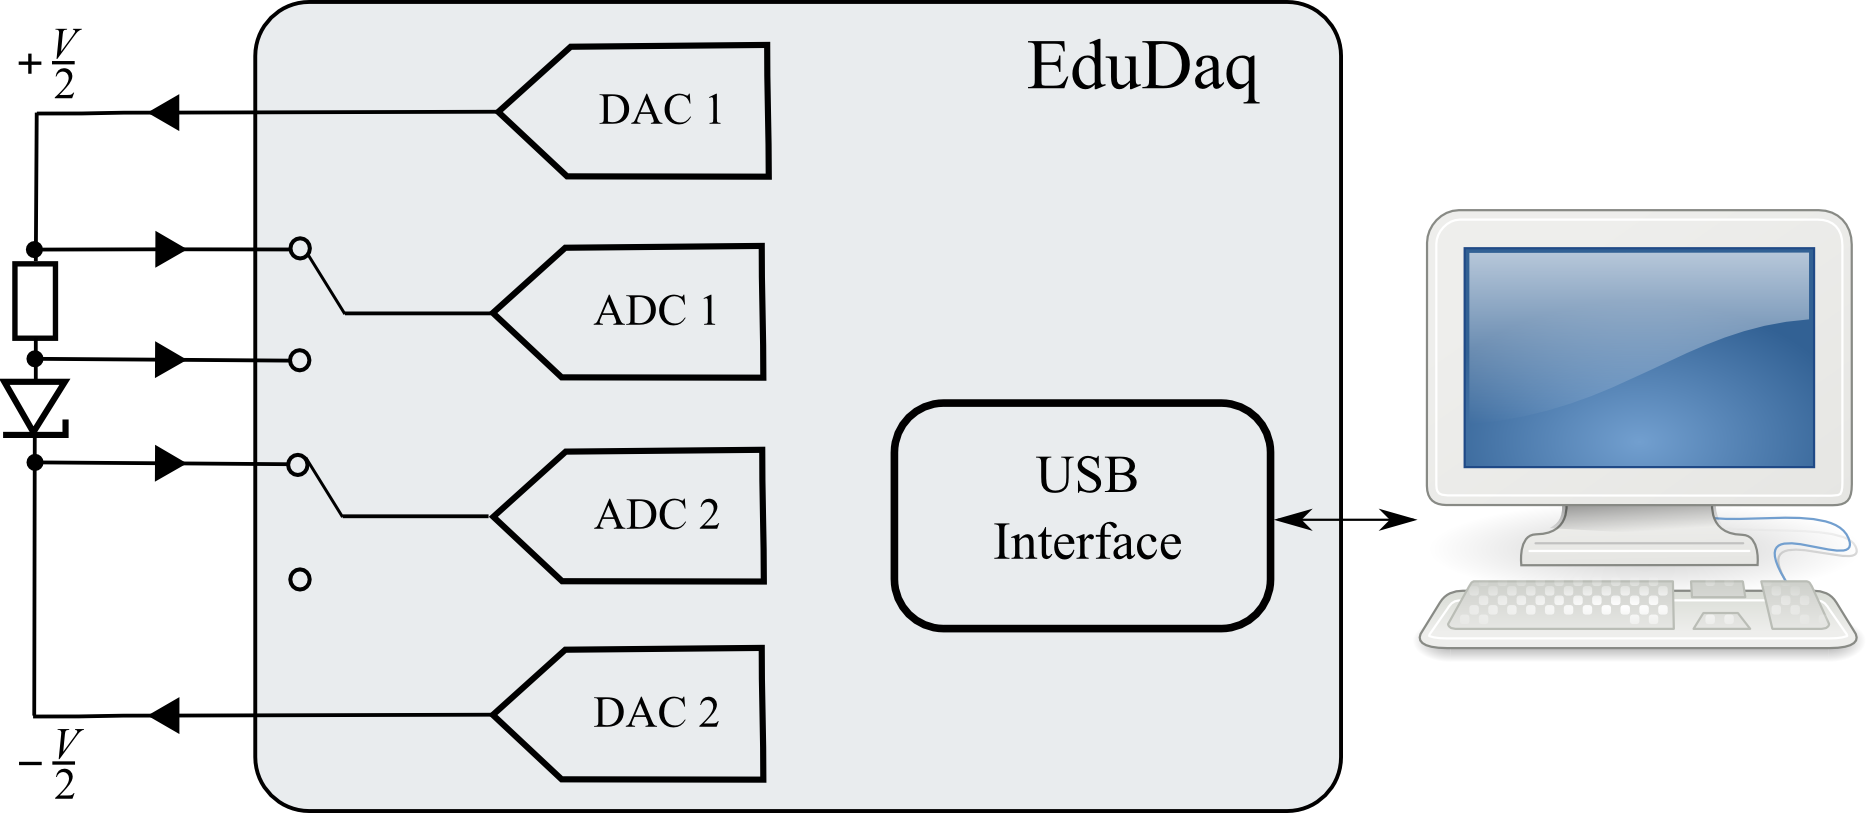 + V/2
EduDaq
DAC 1
ADC 1
USB
Interface
ADC 2
DAC 2
− V/2